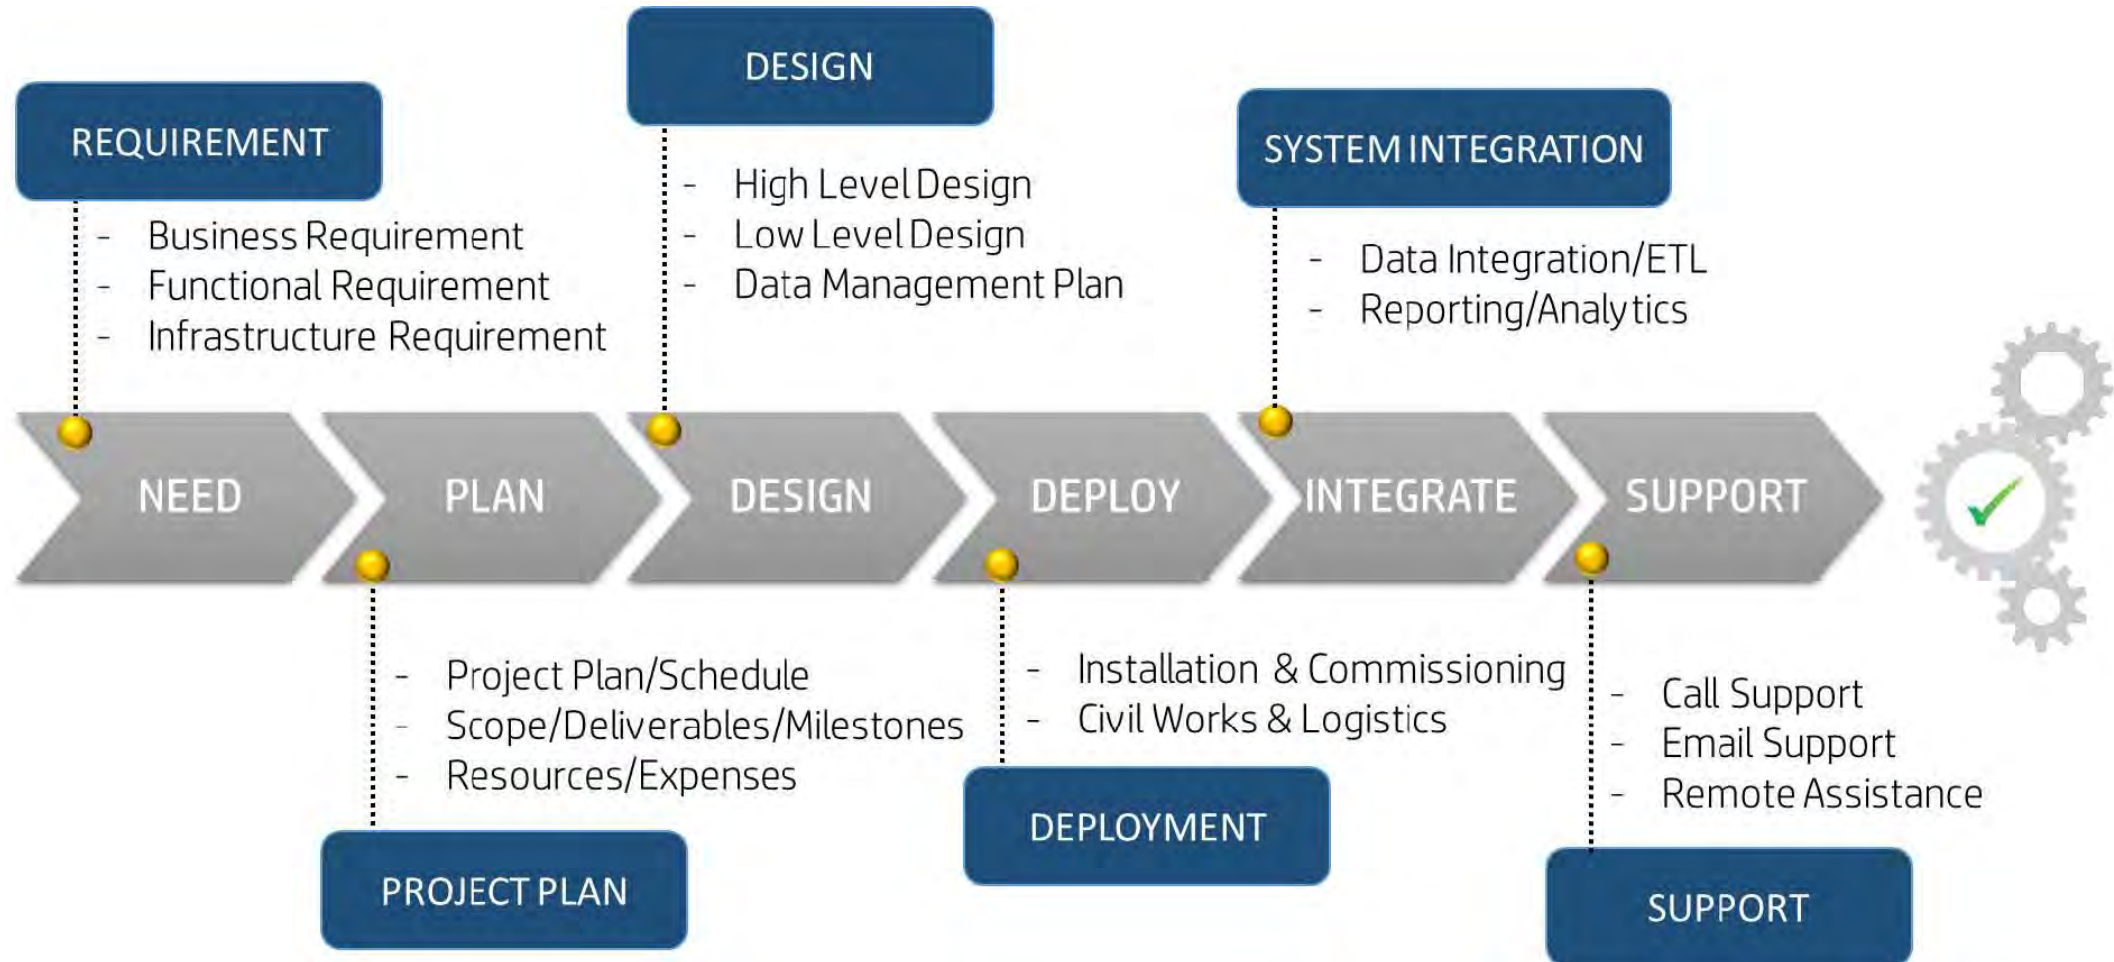 DESIGN
REQUIREMENT
SYSTEM INTEGRATION
- Business Requirement
- Functional Requirement
- Infrastructure Requirement
- High Level Design
- Low Level Design
- Data Management Plan
- Data Integration/ETL
- Reporting/Analytics
NEED
PLAN
DESIGN
DEPLOY
INTEGRATE
SUPPORT
- Project Plan/Schedule
- Scope/Deliverables/Milestones
- Resources/Expenses
PROJECT PLAN
- Installation & Commissioning
- Civil Works & Logistics
DEPLOYMENT
- Call Support
- Email Support
- Remote Assistance
SUPPORT